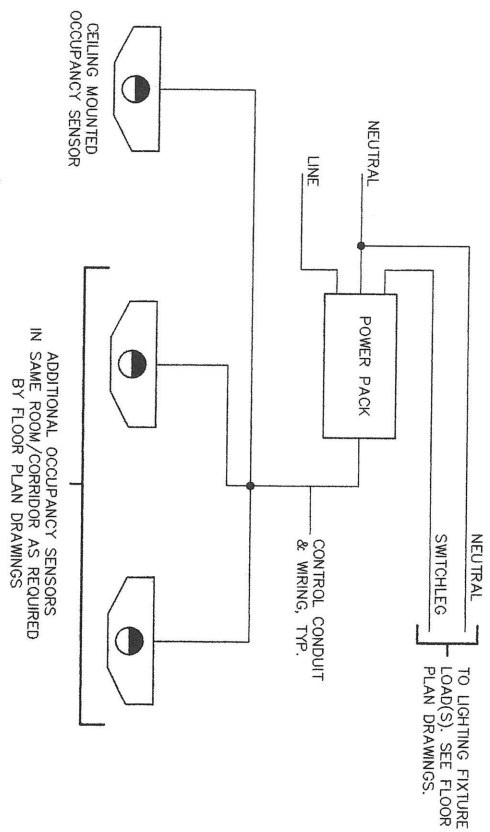 NEUTRAL
SWITCHLEG
TO LIGHTING FIXTURE
LOAD(S). SEE FLOOR
PLAN DRAWINGS.
NEUTRAL
LINE
POWER PACK
CONTROL CONDUIT
& WIRING, TYP.
CEILING MOUNTED
OCCUPANCY SENSOR
ADDITIONAL OCCUPANCY SENSORS
IN SAME ROOM/CORRIDOR AS REQUIRED
BY FLOOR PLAN DRAWINGS